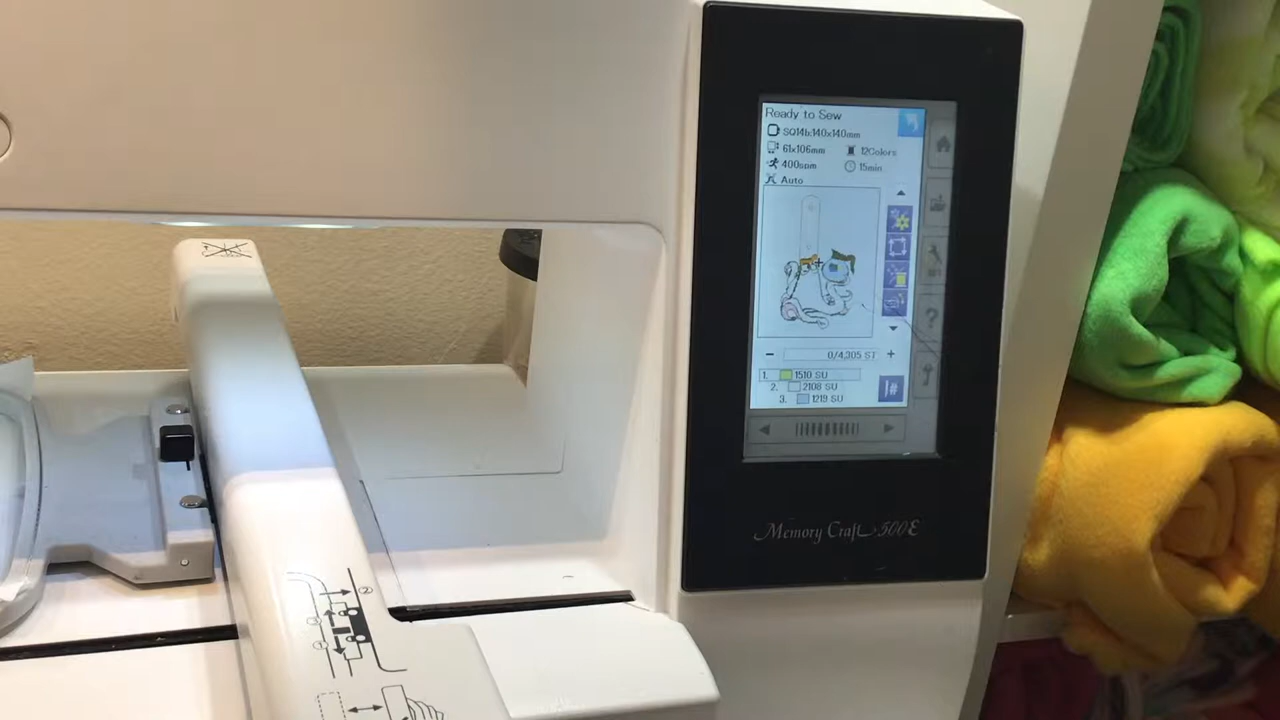 Ready to Sew
SQ14b:140x140mm
61x106mm 12Colors
400spm 15min
Auto
− 0/4,305 ST +
1. 1510 SU
2. 2108 SU
3. 1219 SU
Memory Craft 500E